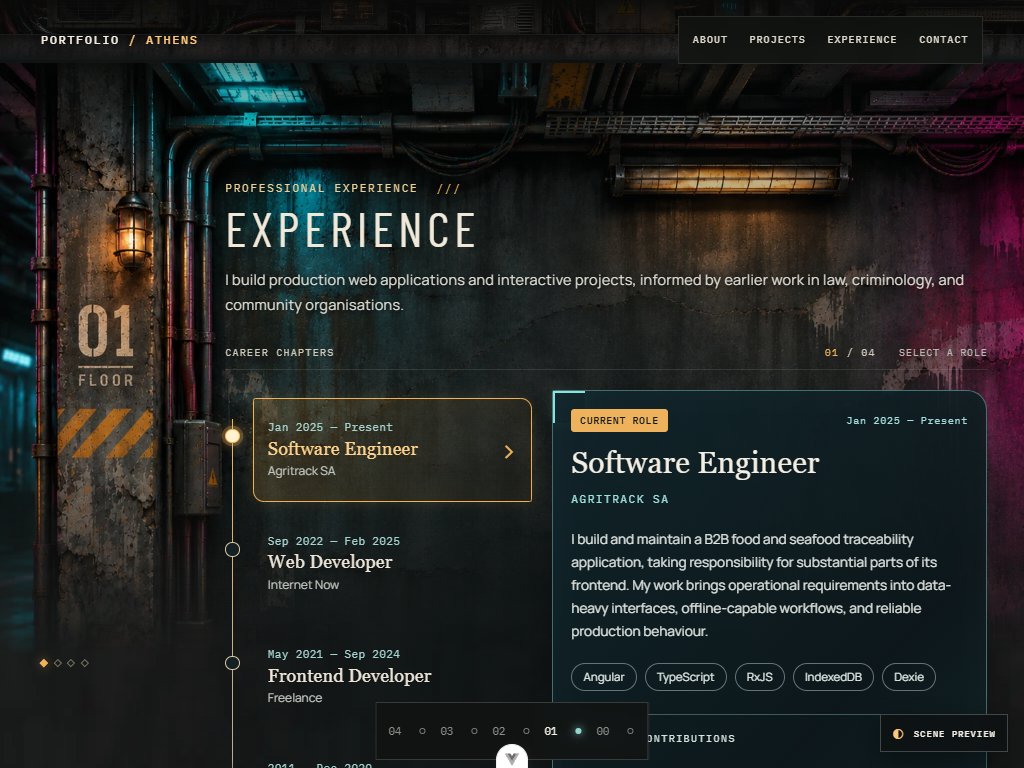 PORTFOLIO / ATHENS
ABOUT PROJECTS EXPERIENCE CONTACT
PROFESSIONAL EXPERIENCE ///
EXPERIENCE
I build production web applications and interactive projects, informed by earlier work in law, criminology, and
community organisations.
01
FLOOR
CAREER CHAPTERS
01 / 04 SELECT A ROLE
Jan 2025 — Present
Software Engineer
Agritrack SA
Sep 2022 — Feb 2025
Web Developer
Internet Now
May 2021 — Sep 2024
Frontend Developer
Freelance
CURRENT ROLE
Jan 2025 — Present
Software Engineer
AGRITRACK SA
I build and maintain a B2B food and seafood traceability
application, taking responsibility for substantial parts of its
frontend. My work brings operational requirements into data-
heavy interfaces, offline-capable workflows, and reliable
production behaviour.
Angular TypeScript RxJS IndexedDB Dexie
04 03 02 01 00
SCENE PREVIEW